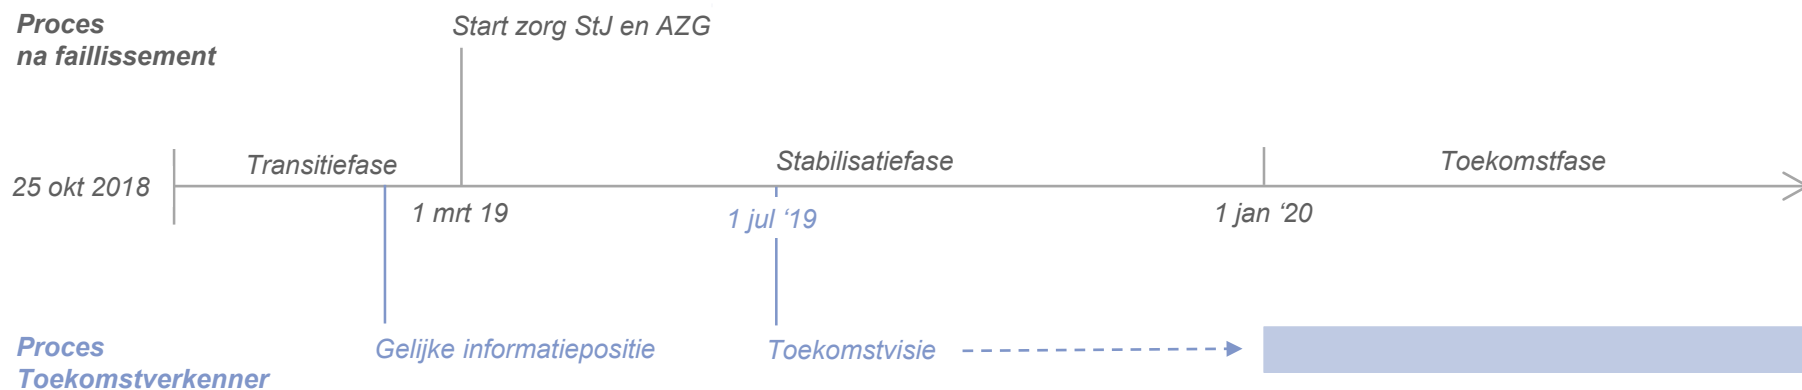 Proces
na faillissement
Start zorg StJ en AZG
Transitiefase
Stabilisatiefase
Toekomstfase
25 okt 2018
1 mrt 19
1 jul ‘19
1 jan ‘20
Proces
Toekomstverkenner
Gelijke informatiepositie
Toekomstvisie